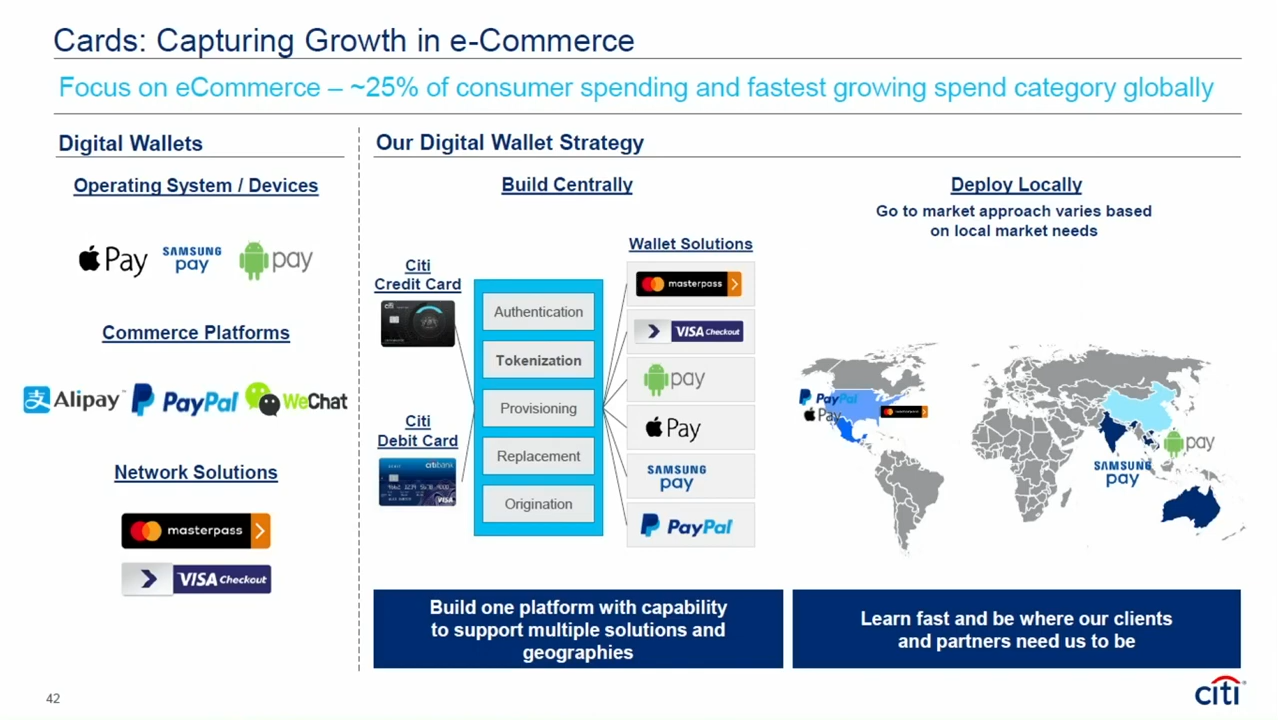 Cards: Capturing Growth in e-Commerce
Focus on eCommerce – ~25% of consumer spending and fastest growing spend category globally
Digital Wallets
Operating System / Devices
Pay
SAMSUNG
pay
pay
Commerce Platforms
Alipay™
PayPal
WeChat
Network Solutions
masterpass
VISA Checkout
Our Digital Wallet Strategy
Build Centrally
Citi
Credit Card
citi
Citi
Debit Card
citibank
VISA
Authentication
Tokenization
Provisioning
Replacement
Origination
Wallet Solutions
masterpass
VISA Checkout
pay
Pay
SAMSUNG
pay
PayPal
Build one platform with capability
to support multiple solutions and
geographies
Deploy Locally
Go to market approach varies based
on local market needs
PayPal
Pay
masterpass
pay
SAMSUNG
pay
Learn fast and be where our clients
and partners need us to be
42
citi